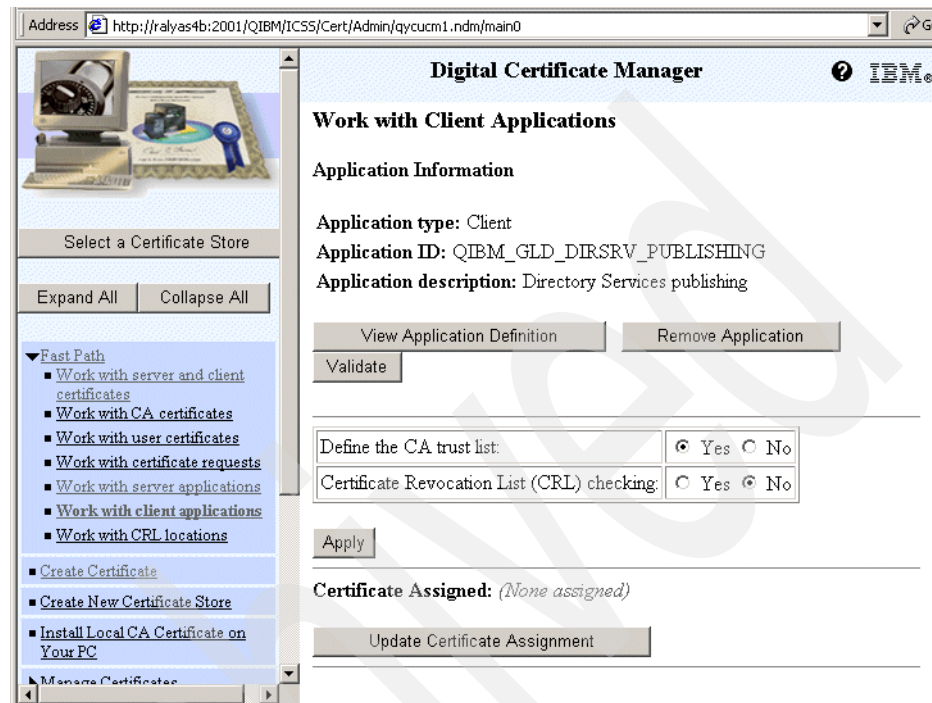 Address http://ralyas4b:2001/QIBM/ICSS/Cert/Admin/qycucm1.ndm/main0
Digital Certificate Manager
IBM
Select a Certificate Store
Expand All Collapse All
Fast Path
Work with server and client
certificates
Work with CA certificates
Work with user certificates
Work with certificate requests
Work with server applications
Work with client applications
Work with CRL locations
Create Certificate
Create New Certificate Store
Install Local CA Certificate on
Your PC
Manage Certificates
Work with Client Applications
Application Information
Application type: Client
Application ID: QIBM_GLD_DIRSRV_PUBLISHING
Application description: Directory Services publishing
View Application Definition Remove Application
Validate
Define the CA trust list: Yes No
Certificate Revocation List (CRL) checking: Yes No
Apply
Certificate Assigned: (None assigned)
Update Certificate Assignment